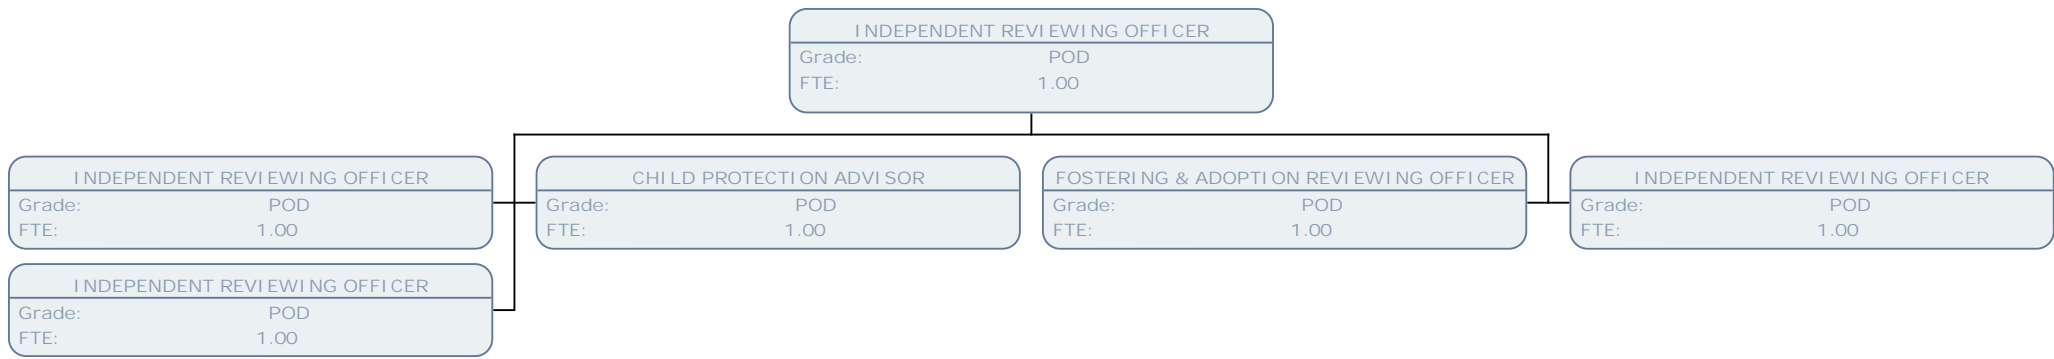 INDEPENDENT REVIEWING OFFICER
Grade: POD
FTE: 1.00
INDEPENDENT REVIEWING OFFICER
Grade: POD
FTE: 1.00
CHILD PROTECTION ADVISOR
Grade: POD
FTE: 1.00
FOSTERING & ADOPTION REVIEWING OFFICER
Grade: POD
FTE: 1.00
INDEPENDENT REVIEWING OFFICER
Grade: POD
FTE: 1.00
INDEPENDENT REVIEWING OFFICER
Grade: POD
FTE: 1.00